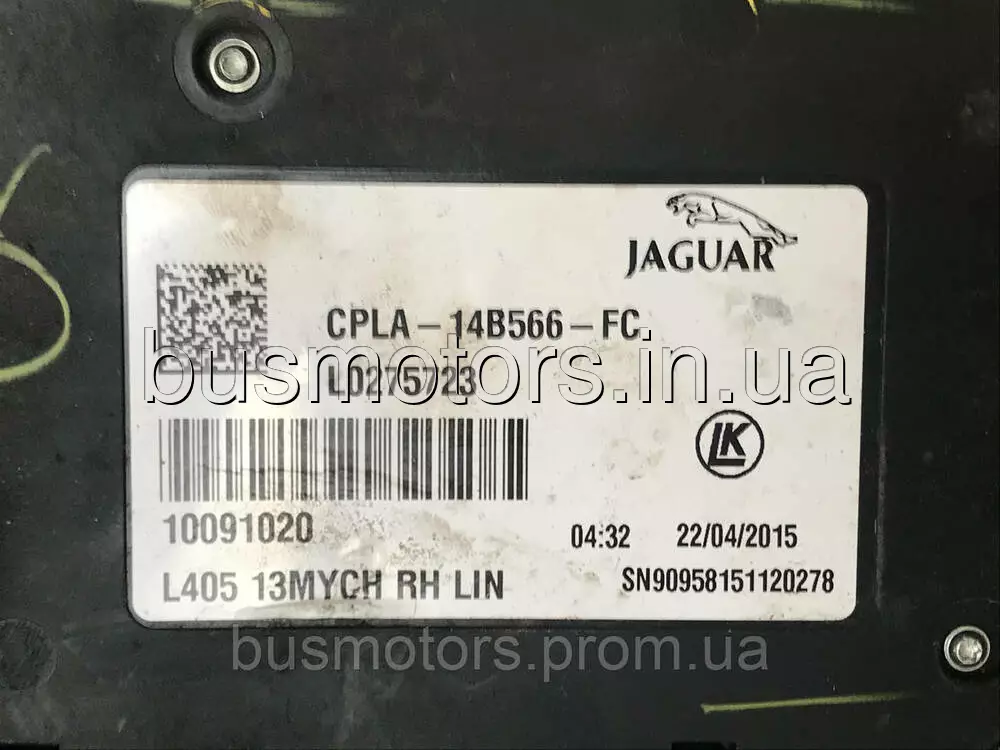 JAGUAR
CPLA - 14B566 - FC
busmotors.in.ua
L0275723
LK
10091020
04:32 22/04/2015
L405 13MYCH RH LIN
SN90958151120278
busmotors.prom.ua